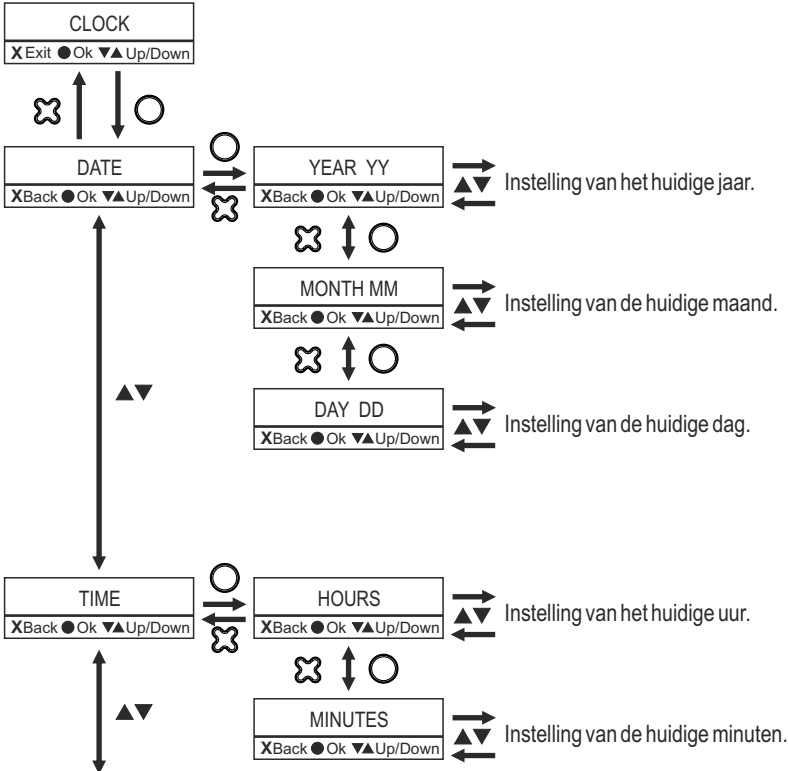 CLOCK
X Exit ● Ok ▼▲ Up/Down
DATE
X Back ● Ok ▼▲ Up/Down
YEAR YY
X Back ● Ok ▼▲ Up/Down
▲▼ Instelling van het huidige jaar.
MONTH MM
X Back ● Ok ▼▲ Up/Down
▲▼ Instelling van de huidige maand.
DAY DD
X Back ● Ok ▼▲ Up/Down
▲▼ Instelling van de huidige dag.
▲▼
TIME
X Back ● Ok ▼▲ Up/Down
HOURS
X Back ● Ok ▼▲ Up/Down
▲▼ Instelling van het huidige uur.
▲▼
MINUTES
X Back ● Ok ▼▲ Up/Down
▲▼ Instelling van de huidige minuten.